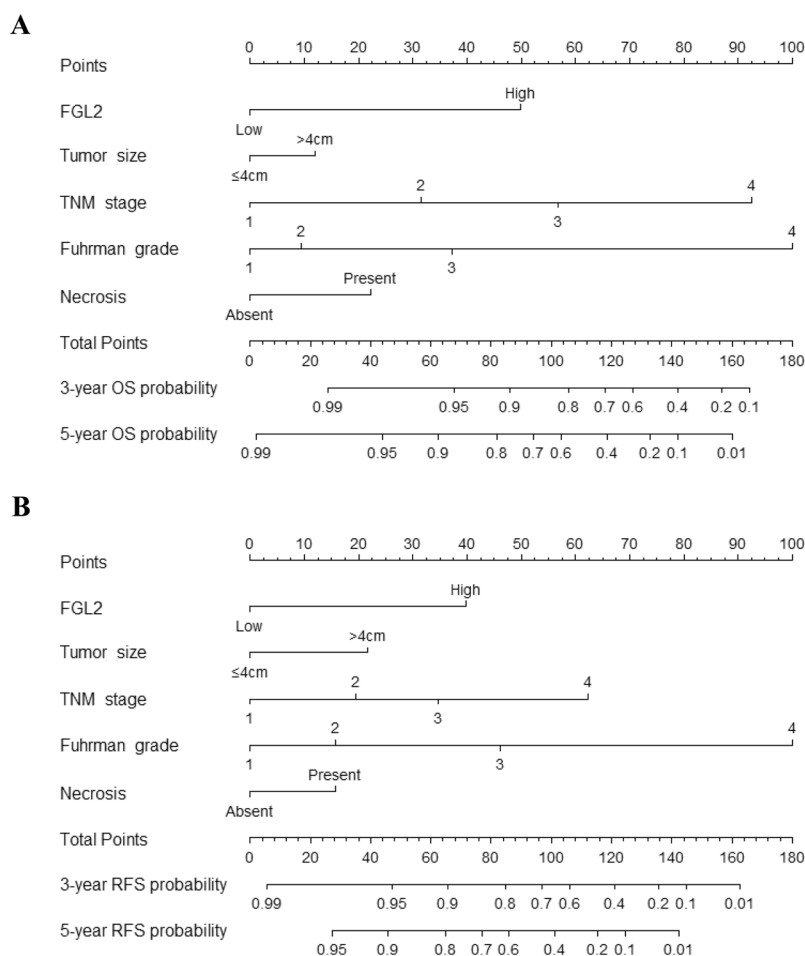 A
0 10 20 30 40 50 60 70 80 90 100
Points
High
FGL2
Low
>4cm
Tumor size
≤4cm
2 4
TNM stage
1 3
2 4
Fuhrman grade
1 3
Present
Necrosis
Absent
Total Points
0 20 40 60 80 100 120 140 160 180
3-year OS probability
0.99 0.95 0.9 0.8 0.7 0.6 0.4 0.2 0.1
5-year OS probability
0.99 0.95 0.9 0.8 0.7 0.6 0.4 0.2 0.1 0.01
B
0 10 20 30 40 50 60 70 80 90 100
Points
High
FGL2
Low
>4cm
Tumor size
≤4cm
2 4
TNM stage
1 3
2 4
Fuhrman grade
1 3
Present
Necrosis
Absent
Total Points
0 20 40 60 80 100 120 140 160 180
3-year RFS probability
0.99 0.95 0.9 0.8 0.7 0.6 0.4 0.2 0.1 0.01
5-year RFS probability
0.95 0.9 0.8 0.7 0.6 0.4 0.2 0.1 0.01